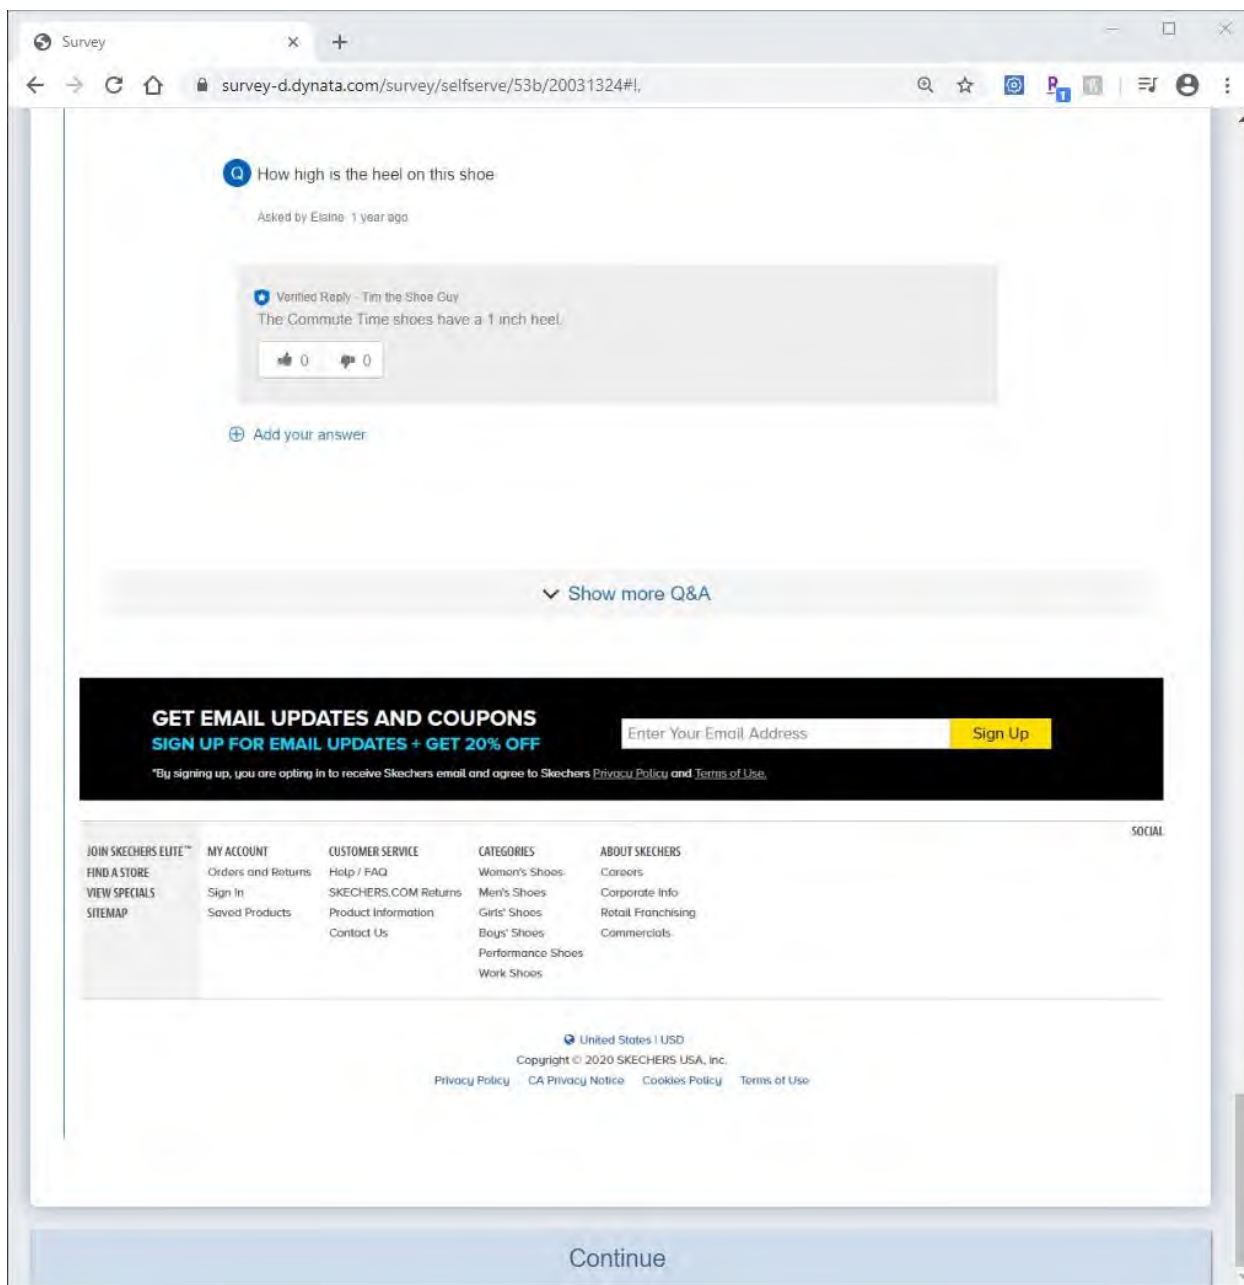 Survey
survey-d.dynata.com/survey/selfserve/53b/20031324#!,
Q How high is the heel on this shoe
Asked by Elaine 1 year ago
Verified Reply - Tim the Shoe Guy
The Commute Time shoes have a 1 inch heel.
0 0
Add your answer
Show more Q&A
GET EMAIL UPDATES AND COUPONS
SIGN UP FOR EMAIL UPDATES + GET 20% OFF
Enter Your Email Address Sign Up
*By signing up, you are opting in to receive Skechers email and agree to Skechers Privacy Policy and Terms of Use.
SOCIAL
JOIN SKECHERS ELITE™ MY ACCOUNT CUSTOMER SERVICE CATEGORIES ABOUT SKECHERS
FIND A STORE Orders and Returns Help / FAQ Women's Shoes Careers
VIEW SPECIALS Sign In SKECHERS.COM Returns Men's Shoes Corporate Info
SITEMAP Saved Products Product Information Girls' Shoes Retail Franchising
Contact Us Boys' Shoes Commercials
Performance Shoes
Work Shoes
United States | USD
Copyright © 2020 SKECHERS USA, Inc.
Privacy Policy CA Privacy Notice Cookies Policy Terms of Use
Continue